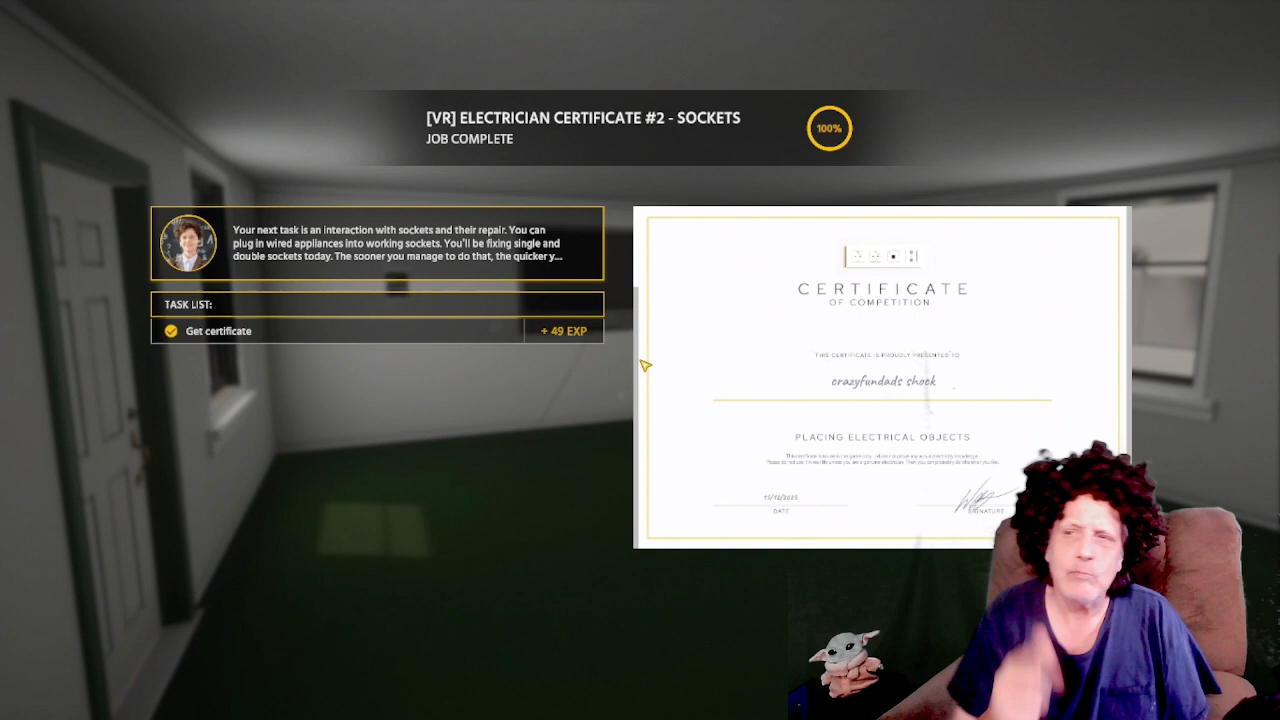 [VR] ELECTRICIAN CERTIFICATE #2 - SOCKETS
JOB COMPLETE
100%
Your next task is an interaction with sockets and their repair. You can
plug in wired appliances into working sockets. You'll be fixing single and
double sockets today. The sooner you manage to do that, the quicker y...
TASK LIST:
Get certificate
+ 49 EXP
CERTIFICATE
OF COMPETITION
THIS CERTIFICATE IS PROUDLY PRESENTED TO
crazyfundads shock
PLACING ELECTRICAL OBJECTS
DATE
SIGNATURE